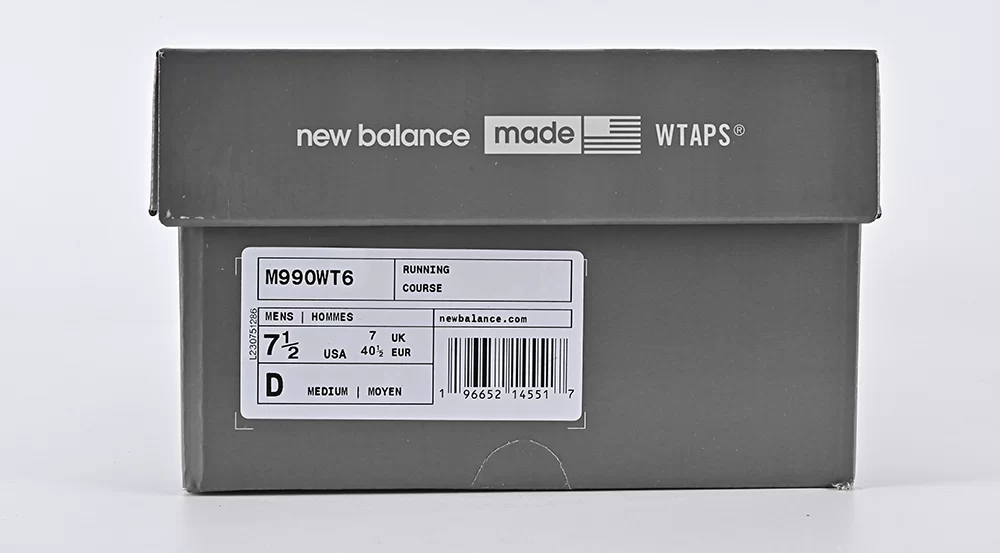 new balance made WTAPS®
M990WT6
RUNNING
COURSE
MENS | HOMMES
newbalance.com
7½ USA
7 UK
40½ EUR
D MEDIUM | MOYEN
L230751286
1 96652 14551 7